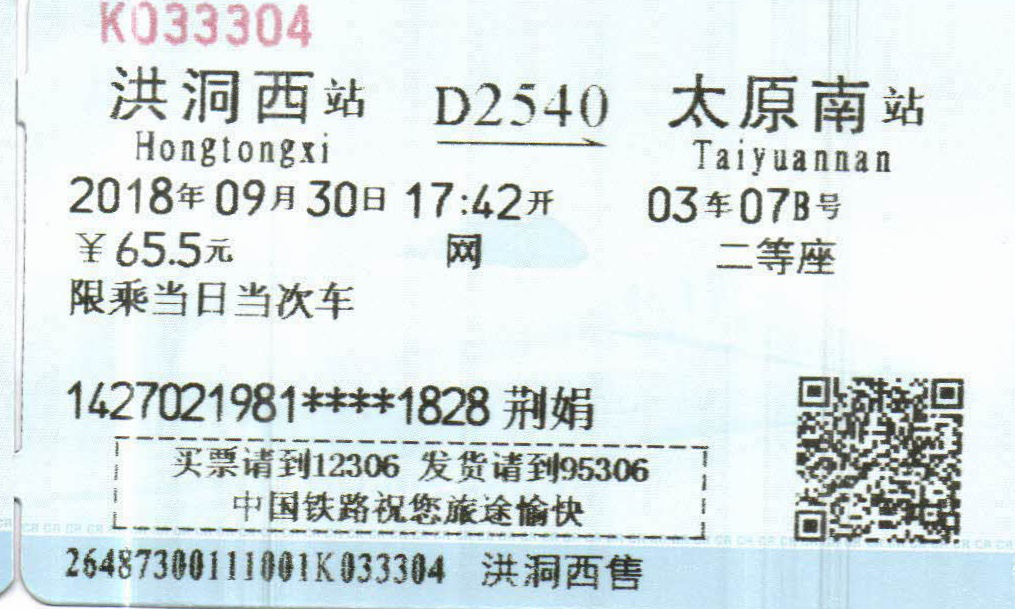 K033304
洪洞西站 D2540 太原南站
Hongtongxi Taiyuannan
2018年09月30日 17:42开 03车07B号
￥65.5元 网 二等座
限乘当日当次车
1427021981****1828 荆娟
买票请到12306 发货请到95306
中国铁路祝您旅途愉快
26487300111001K033304 洪洞西售